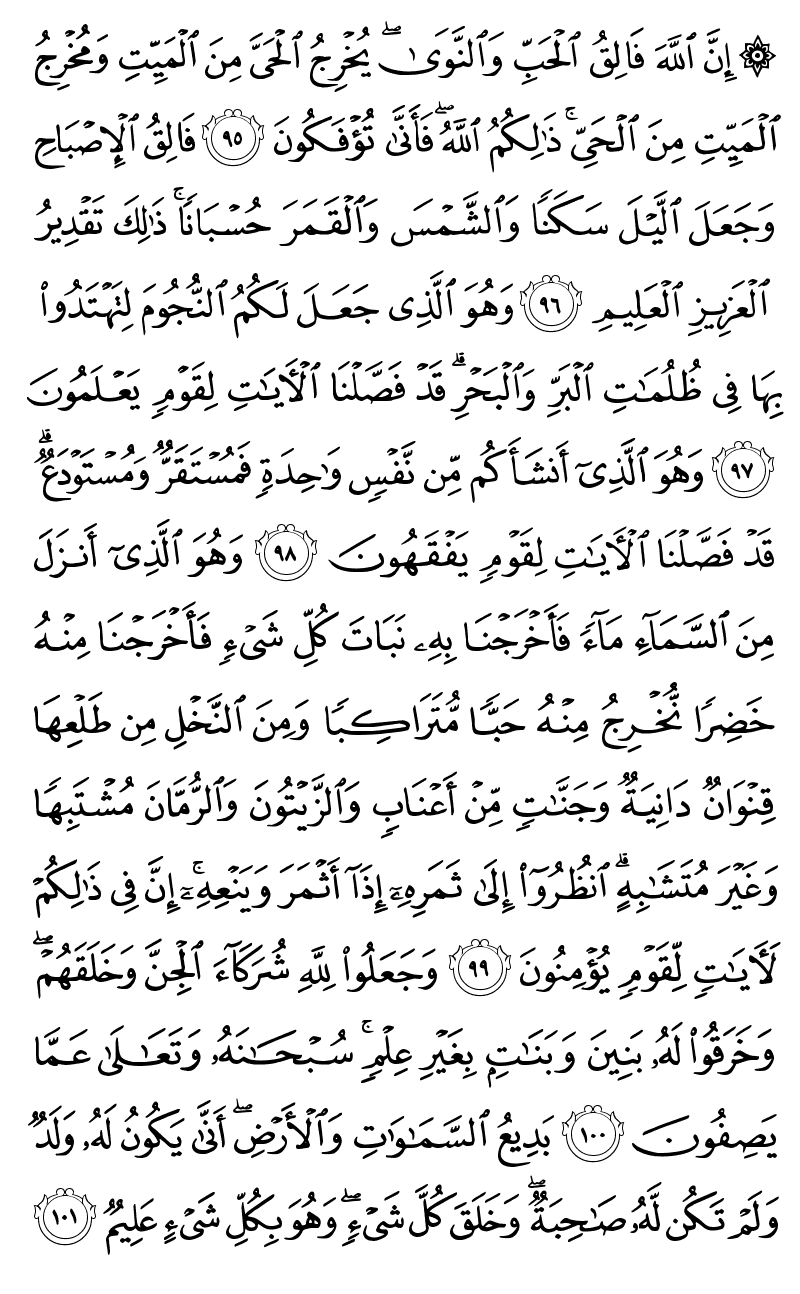 ۞ إِنَّ ٱللَّهَ فَالِقُ ٱلْحَبِّ وَٱلنَّوَىٰۖ يُخْرِجُ ٱلْحَىَّ مِنَ ٱلْمَيِّتِ وَمُخْرِجُ
ٱلْمَيِّتِ مِنَ ٱلْحَىِّۚ ذَٰلِكُمُ ٱللَّهُۖ فَأَنَّىٰ تُؤْفَكُونَ ٩٥ فَالِقُ ٱلْإِصْبَاحِ
وَجَعَلَ ٱلَّيْلَ سَكَنًا وَٱلشَّمْسَ وَٱلْقَمَرَ حُسْبَانًاۚ ذَٰلِكَ تَقْدِيرُ
ٱلْعَزِيزِ ٱلْعَلِيمِ ٩٦ وَهُوَ ٱلَّذِى جَعَلَ لَكُمُ ٱلنُّجُومَ لِتَهْتَدُوا۟
بِهَا فِى ظُلُمَٰتِ ٱلْبَرِّ وَٱلْبَحْرِۗ قَدْ فَصَّلْنَا ٱلْءَايَٰتِ لِقَوْمٍ يَعْلَمُونَ
٩٧ وَهُوَ ٱلَّذِىٓ أَنشَأَكُم مِّن نَّفْسٍ وَٰحِدَةٍ فَمُسْتَقَرٌّ وَمُسْتَوْدَعٌۗ
قَدْ فَصَّلْنَا ٱلْءَايَٰتِ لِقَوْمٍ يَفْقَهُونَ ٩٨ وَهُوَ ٱلَّذِىٓ أَنزَلَ
مِنَ ٱلسَّمَآءِ مَآءً فَأَخْرَجْنَا بِهِۦ نَبَاتَ كُلِّ شَىْءٍ فَأَخْرَجْنَا مِنْهُ
خَضِرًا نُّخْرِجُ مِنْهُ حَبًّا مُّتَرَاكِبًا وَمِنَ ٱلنَّخْلِ مِن طَلْعِهَا
قِنْوَانٌ دَانِيَةٌ وَجَنَّٰتٍ مِّنْ أَعْنَابٍ وَٱلزَّيْتُونَ وَٱلرُّمَّانَ مُشْتَبِهًا
وَغَيْرَ مُتَشَٰبِهٍۗ ٱنظُرُوٓا۟ إِلَىٰ ثَمَرِهِۦٓ إِذَآ أَثْمَرَ وَيَنْعِهِۦٓۚ إِنَّ فِى ذَٰلِكُمْ
لَءَايَٰتٍ لِّقَوْمٍ يُؤْمِنُونَ ٩٩ وَجَعَلُوا۟ لِلَّهِ شُرَكَآءَ ٱلْجِنَّ وَخَلَقَهُمْۖ
وَخَرَقُوا۟ لَهُۥ بَنِينَ وَبَنَٰتٍۭ بِغَيْرِ عِلْمٍۚ سُبْحَٰنَهُۥ وَتَعَٰلَىٰ عَمَّا
يَصِفُونَ ١٠٠ بَدِيعُ ٱلسَّمَٰوَٰتِ وَٱلْأَرْضِۖ أَنَّىٰ يَكُونُ لَهُۥ وَلَدٌ
وَلَمْ تَكُن لَّهُۥ صَٰحِبَةٌۖ وَخَلَقَ كُلَّ شَىْءٍۖ وَهُوَ بِكُلِّ شَىْءٍ عَلِيمٌ ١٠١